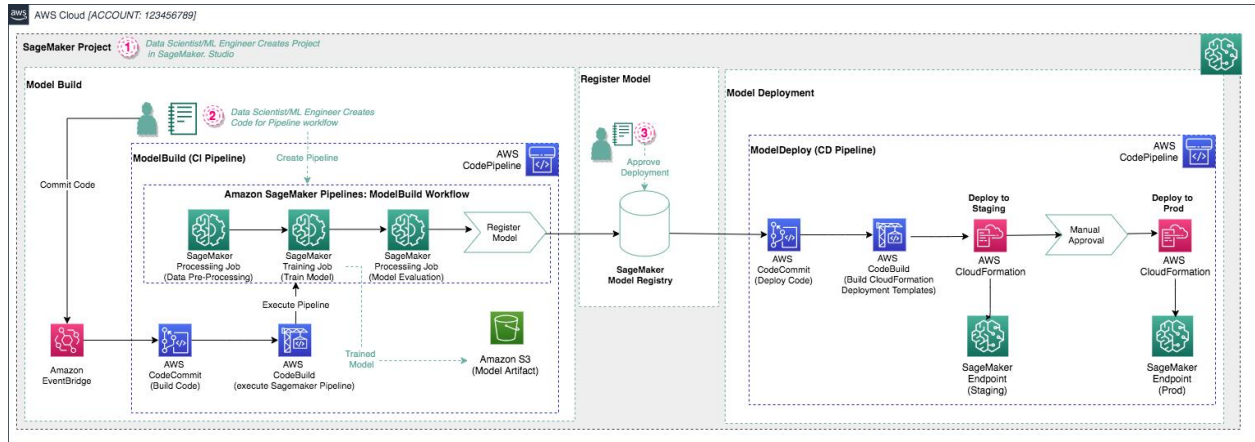 aws
AWS Cloud [ACCOUNT: 123456789]
SageMaker Project
1
Data Scientist/ML Engineer Creates Project
in SageMaker. Studio
Model Build
2
Data Scientist/ML Engineer Creates
Code for Pipeline worklfow
Commit Code
ModelBuild (CI Pipeline)
Create Pipeline
AWS
CodePipeline
Amazon SageMaker Pipelines: ModelBuild Workflow
SageMaker
Processiing Job
(Data Pre-Processing)
SageMaker
Training Job
(Train Model)
SageMaker
Processiing Job
(Model Evaluation)
Register
Model
Execute Pipeline
Amazon
EventBridge
AWS
CodeCommit
(Build Code)
AWS
CodeBuild
(execute Sagemaker Pipeline)
Trained
Model
Amazon S3
(Model Artifact)
Register Model
3
Approve
Deployment
SageMaker
Model Registry
Model Deployment
ModelDeploy (CD Pipeline)
AWS
CodePipeline
AWS
CodeCommit
(Deploy Code)
AWS
CodeBuild
(Build CloudFormation
Deployment Templates)
Deploy to
Staging
AWS
CloudFormation
Manual
Approval
Deploy to
Prod
AWS
CloudFormation
SageMaker
Endpoint
(Staging)
SageMaker
Endpoint
(Prod)